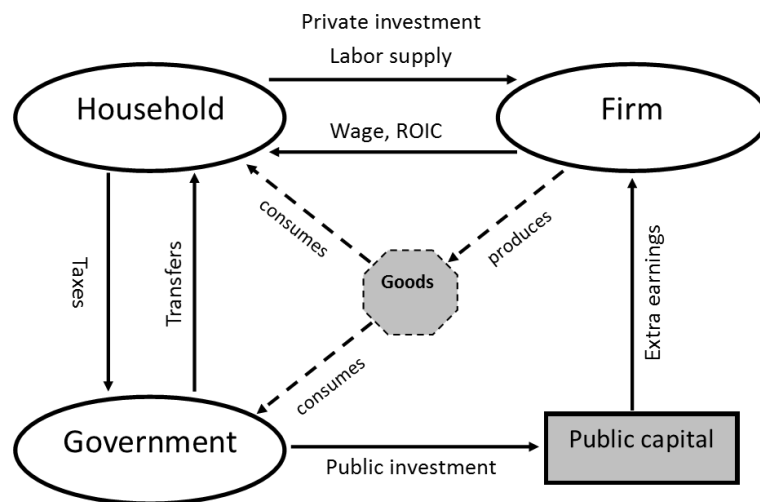 Private investment
Labor supply
Household
Firm
Wage, ROIC
consumes
produces
Taxes
Transfers
Goods
Extra earnings
consumes
Government
Public investment
Public capital